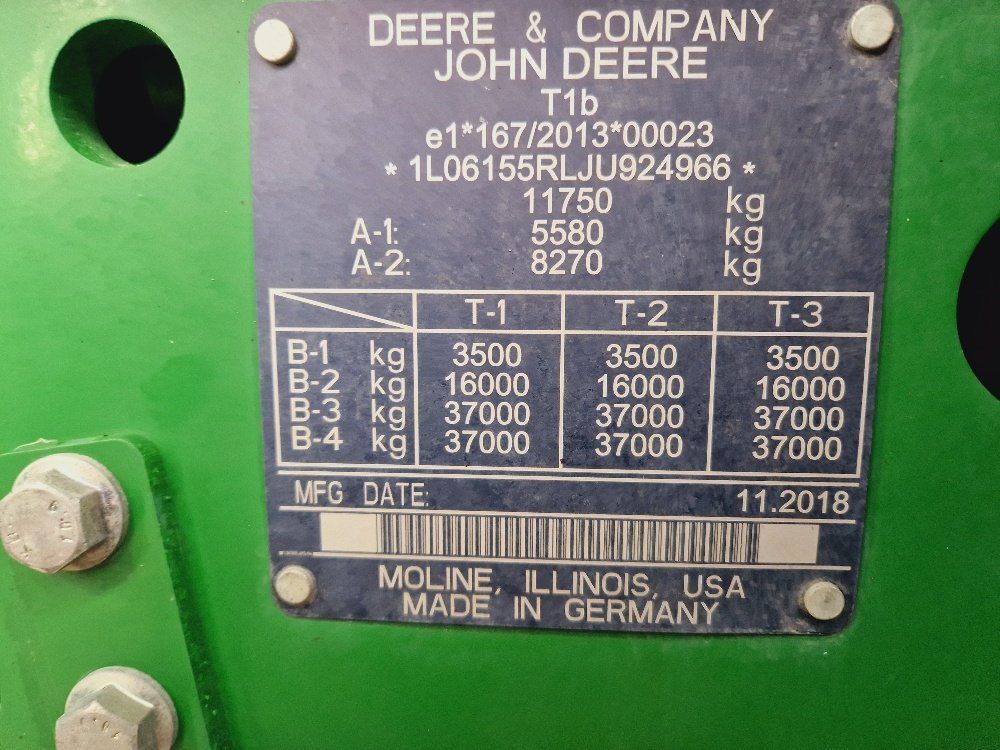 DEERE & COMPANY
JOHN DEERE
T1b
e1*167/2013*00023
* 1L06155RLJU924966 *
11750 kg
A-1: 5580 kg
A-2: 8270 kg
T-1 T-2 T-3
B-1 kg 3500 3500 3500
B-2 kg 16000 16000 16000
B-3 kg 37000 37000 37000
B-4 kg 37000 37000 37000
MFG DATE: 11.2018
MOLINE, ILLINOIS, USA
MADE IN GERMANY